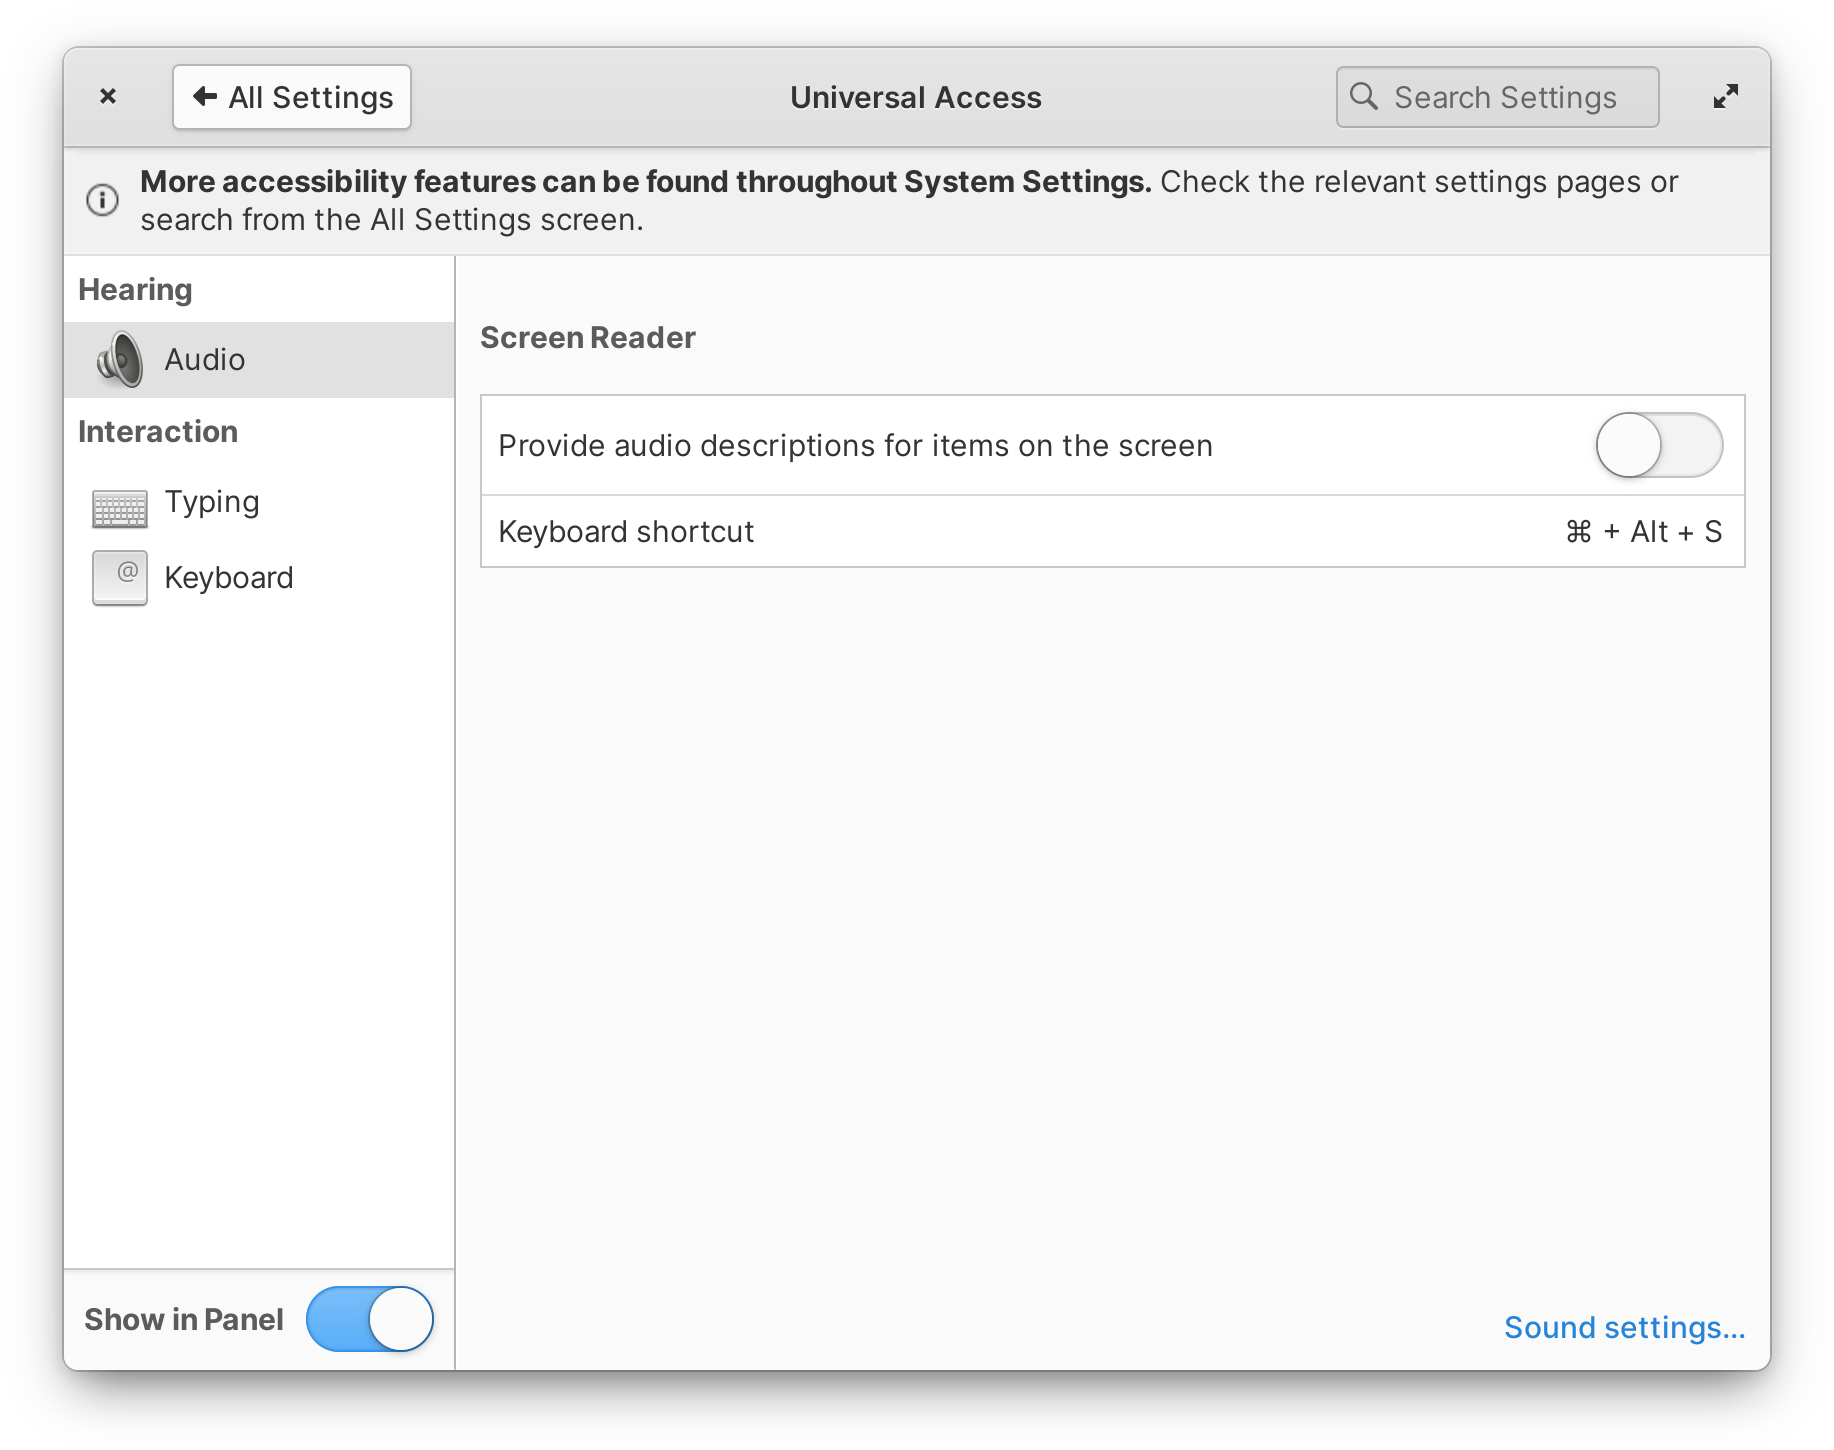 All Settings
Universal Access
Search Settings
More accessibility features can be found throughout System Settings. Check the relevant settings pages or
search from the All Settings screen.
Hearing
Audio
Interaction
Typing
@
Keyboard
Show in Panel
Screen Reader
Provide audio descriptions for items on the screen
Keyboard shortcut
⌘ + Alt + S
Sound settings...